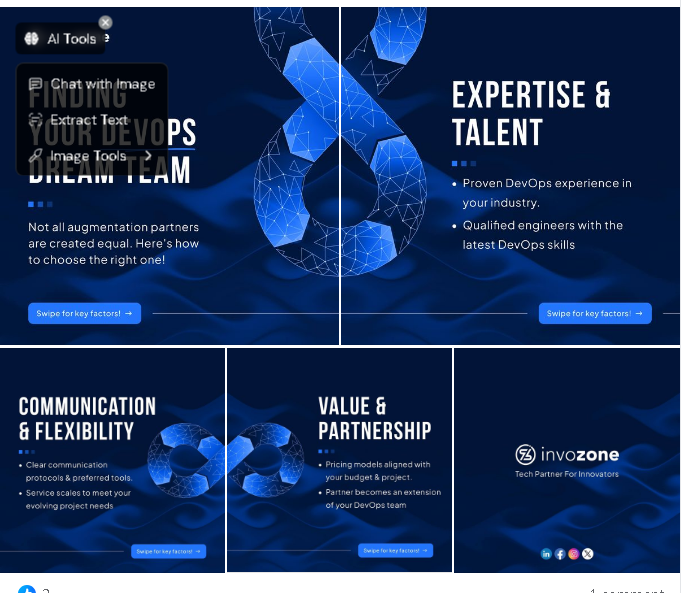 AI Tools
Chat with Image
Extract Text
Image Tools
FINDING
YOUR DEVOPS
DREAM TEAM
Not all augmentation partners
are created equal. Here's how
to choose the right one!
Swipe for key factors! →
EXPERTISE &
TALENT
• Proven DevOps experience in
your industry.
• Qualified engineers with the
latest DevOps skills
Swipe for key factors! →
COMMUNICATION
& FLEXIBILITY
• Clear communication
protocols & preferred tools.
• Service scales to meet your
evolving project needs
Swipe for key factors! →
VALUE &
PARTNERSHIP
• Pricing models aligned with
your budget & project.
• Partner becomes an extension
of your DevOps team
Swipe for key factors! →
invozone
Tech Partner For Innovators
1 comment